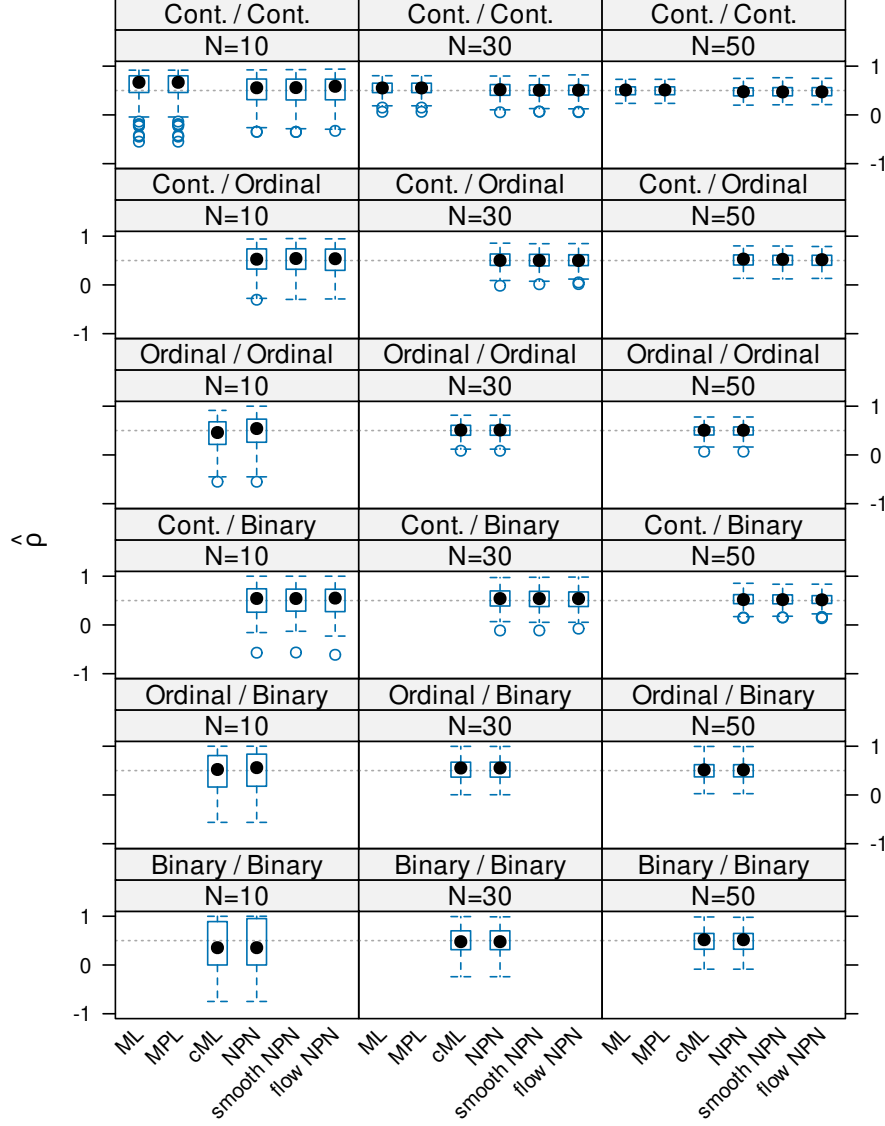 Cont. / Cont. Cont. / Cont. Cont. / Cont.
N=10 N=30 N=50
1
0
-1
Cont. / Ordinal Cont. / Ordinal Cont. / Ordinal
N=10 N=30 N=50
1
0
-1
Ordinal / Ordinal Ordinal / Ordinal Ordinal / Ordinal
N=10 N=30 N=50
1
0
-1
ρ̂
Cont. / Binary Cont. / Binary Cont. / Binary
N=10 N=30 N=50
1
0
-1
Ordinal / Binary Ordinal / Binary Ordinal / Binary
N=10 N=30 N=50
1
0
-1
Binary / Binary Binary / Binary Binary / Binary
N=10 N=30 N=50
1
0
-1
ML MPL cML NPN smooth NPN flow NPN ML MPL cML NPN smooth NPN flow NPN ML MPL cML NPN smooth NPN flow NPN